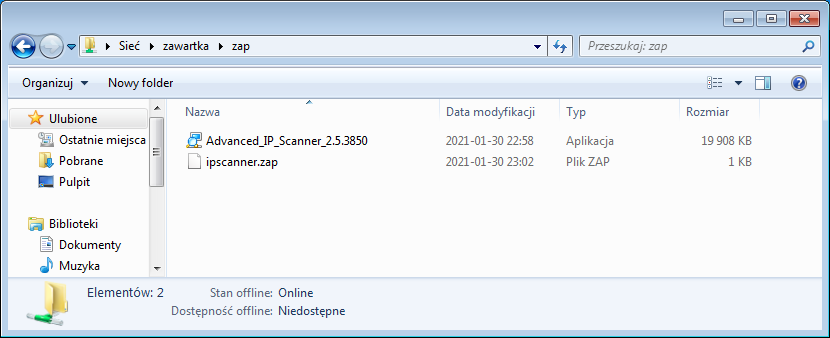 Sieć ▸ zawartka ▸ zap
Przeszukaj: zap
Organizuj New folder
Ulubione
Ostatnie miejsca
Pobrane
Pulpit
Biblioteki
Dokumenty
Muzyka
Nazwa Data modyfikacji Typ Rozmiar
Advanced_IP_Scanner_2.5.3850 2021-01-30 22:58 Aplikacja 19 908 KB
ipscanner.zap 2021-01-30 23:02 Plik ZAP 1 KB
Elementów: 2 Stan offline: Online
Dostępność offline: Niedostępne